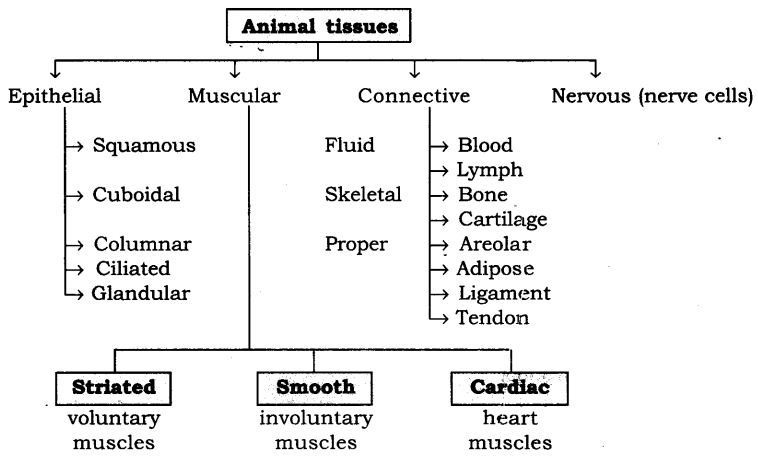 Animal tissues
Epithelial Muscular Connective Nervous (nerve cells)
Squamous Fluid Blood
Lymph
Cuboidal Skeletal Bone
Cartilage
Columnar Proper Areolar
Ciliated Adipose
Glandular Ligament
Tendon
Striated Smooth Cardiac
voluntary involuntary heart
muscles muscles muscles